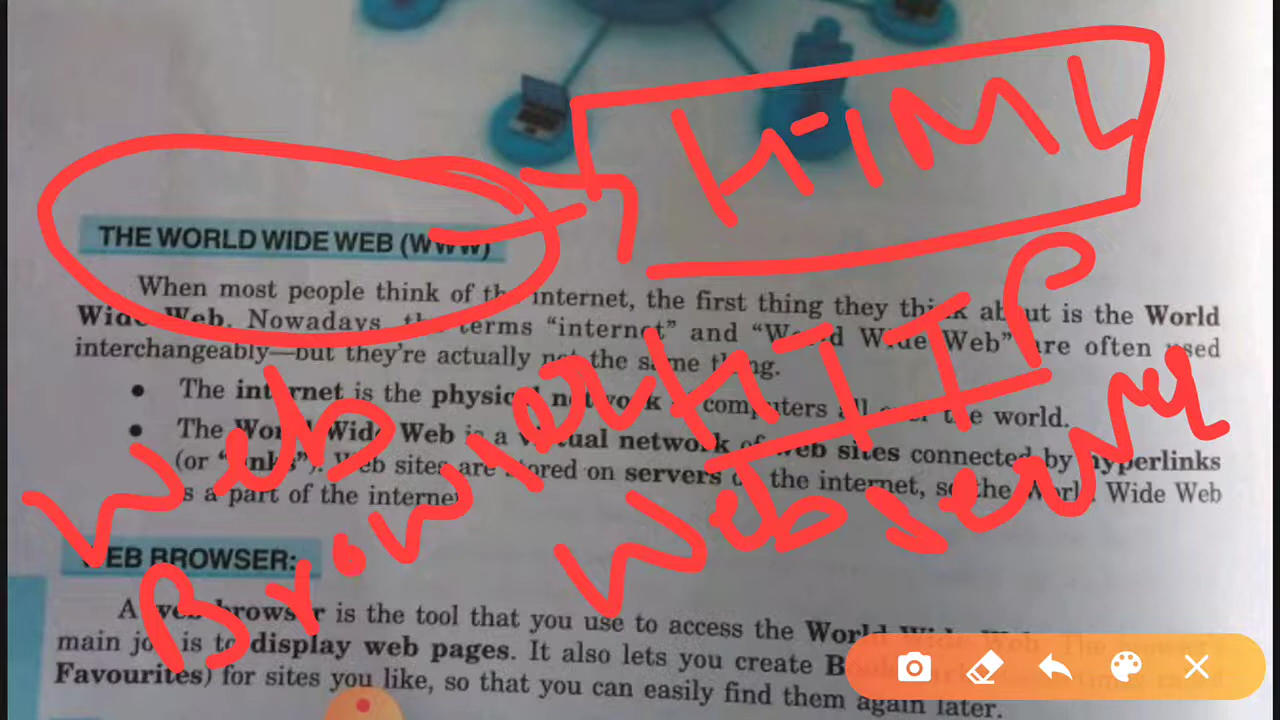 HTML
THE WORLD WIDE WEB (WWW)
When most people think of the internet, the first thing they think about is the World
Wide Web. Nowadays, the terms "internet" and "World Wide Web" are often used
interchangeably—but they're actually not the same thing.
HTTP
• The internet is the physical network of computers all over the world.
• The World Wide Web is a virtual network of web sites connected by hyperlinks
(or "links"). Web sites are stored on servers on the internet, so the World Wide Web
is a part of the internet
Web
Browser
Web
WEB BROWSER:
A web browser is the tool that you use to access the World Wide Web. The
main job is to display web pages. It also lets you create
Favourites) for sites you like, so that you can easily find them again later.